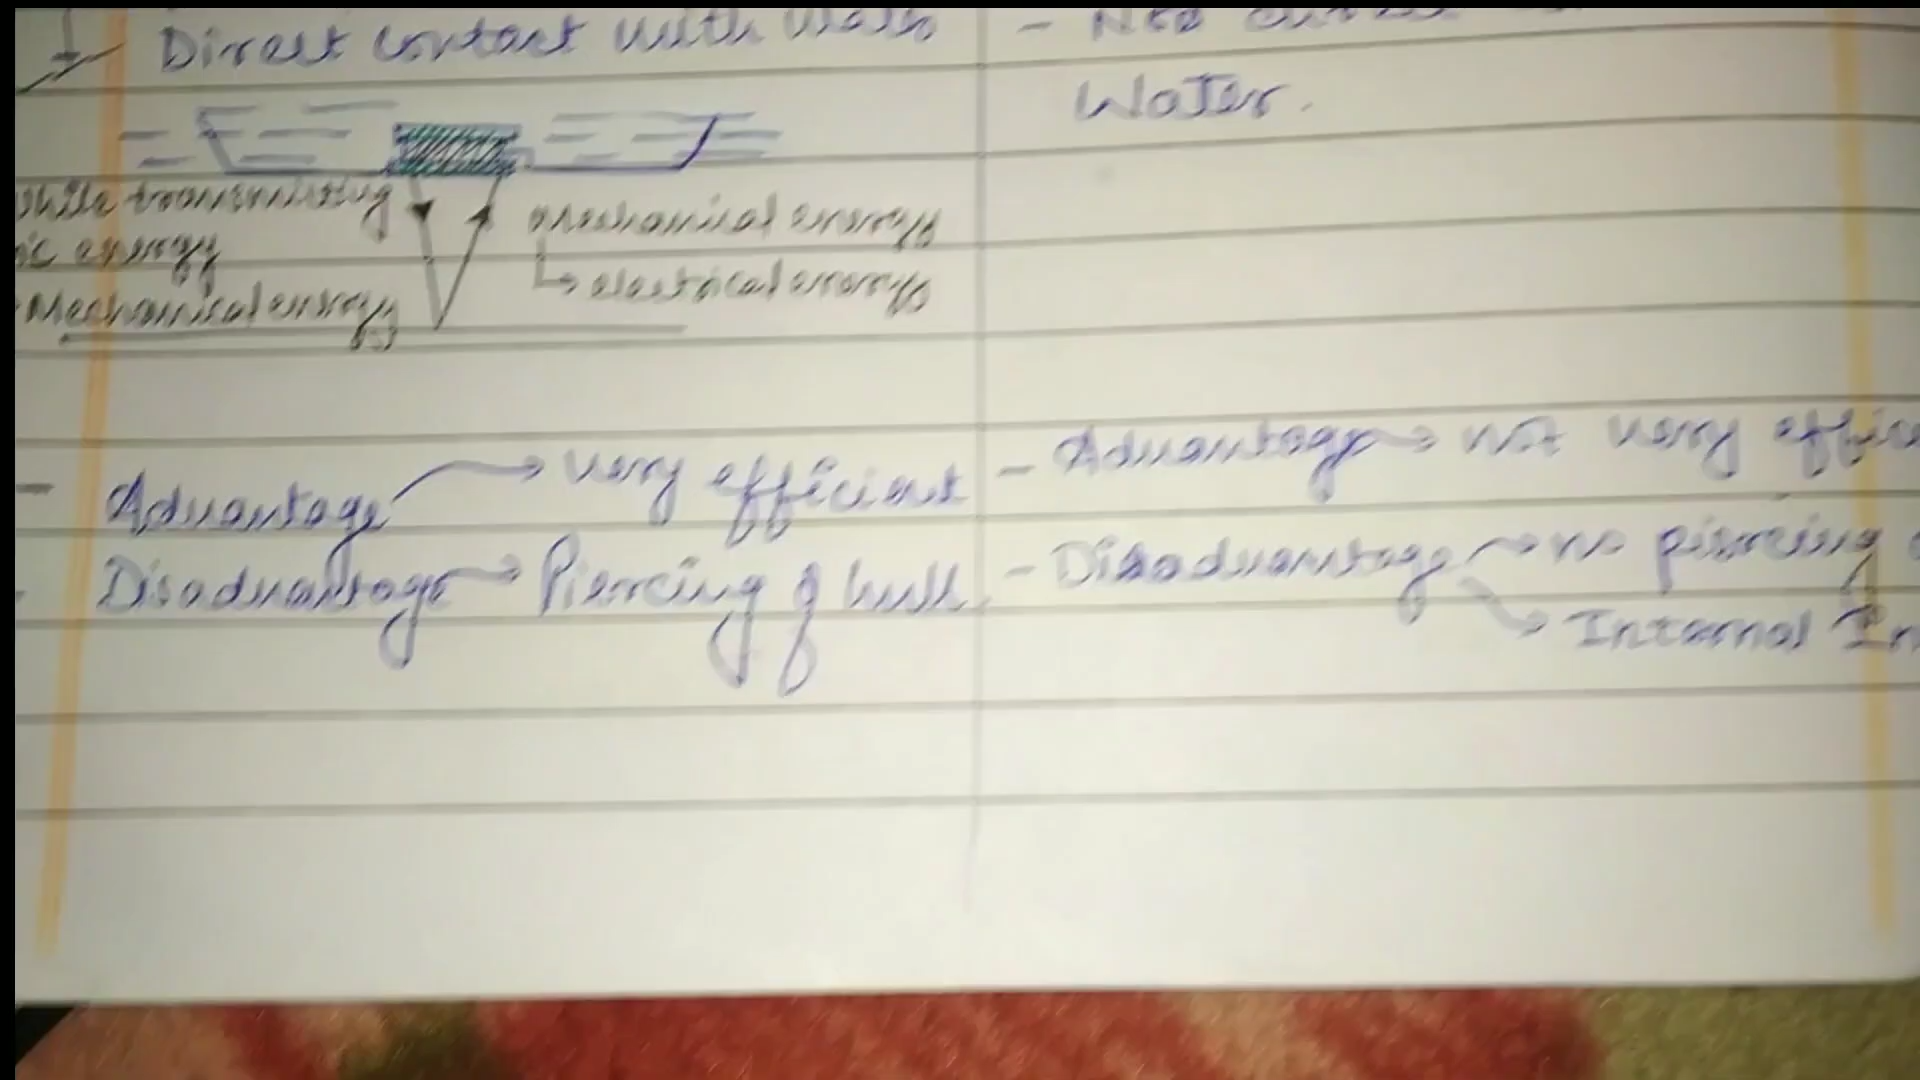 Direct contact with Water
Water.
while transmitting
ic energy
Mechanical energy
Mechanical energy
↳ electrical energy
- Advantage → very efficient
- Disadvantage → Piercing of hull
- Advantage → not very
- Disadvantage → no piercing
→ Internal